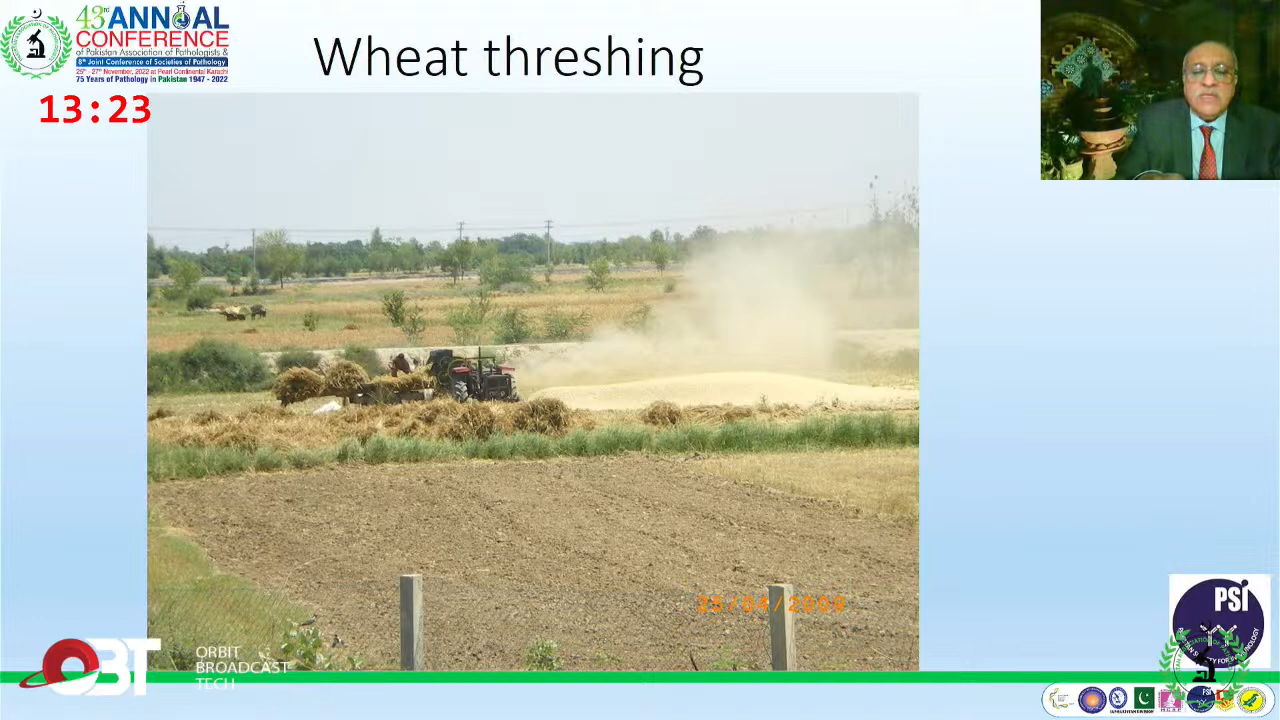 43rd ANNUAL
CONFERENCE
of Pakistan Association of Pathologists &
8th Joint Conference of Societies of Pathology
25th - 27th November, 2022 at Pearl Continental Karachi
75 Years of Pathology in Pakistan 1947 - 2022
Wheat threshing
13:23
25/04/2009
PSI
OBT
ORBIT
BROADCAST
TECH